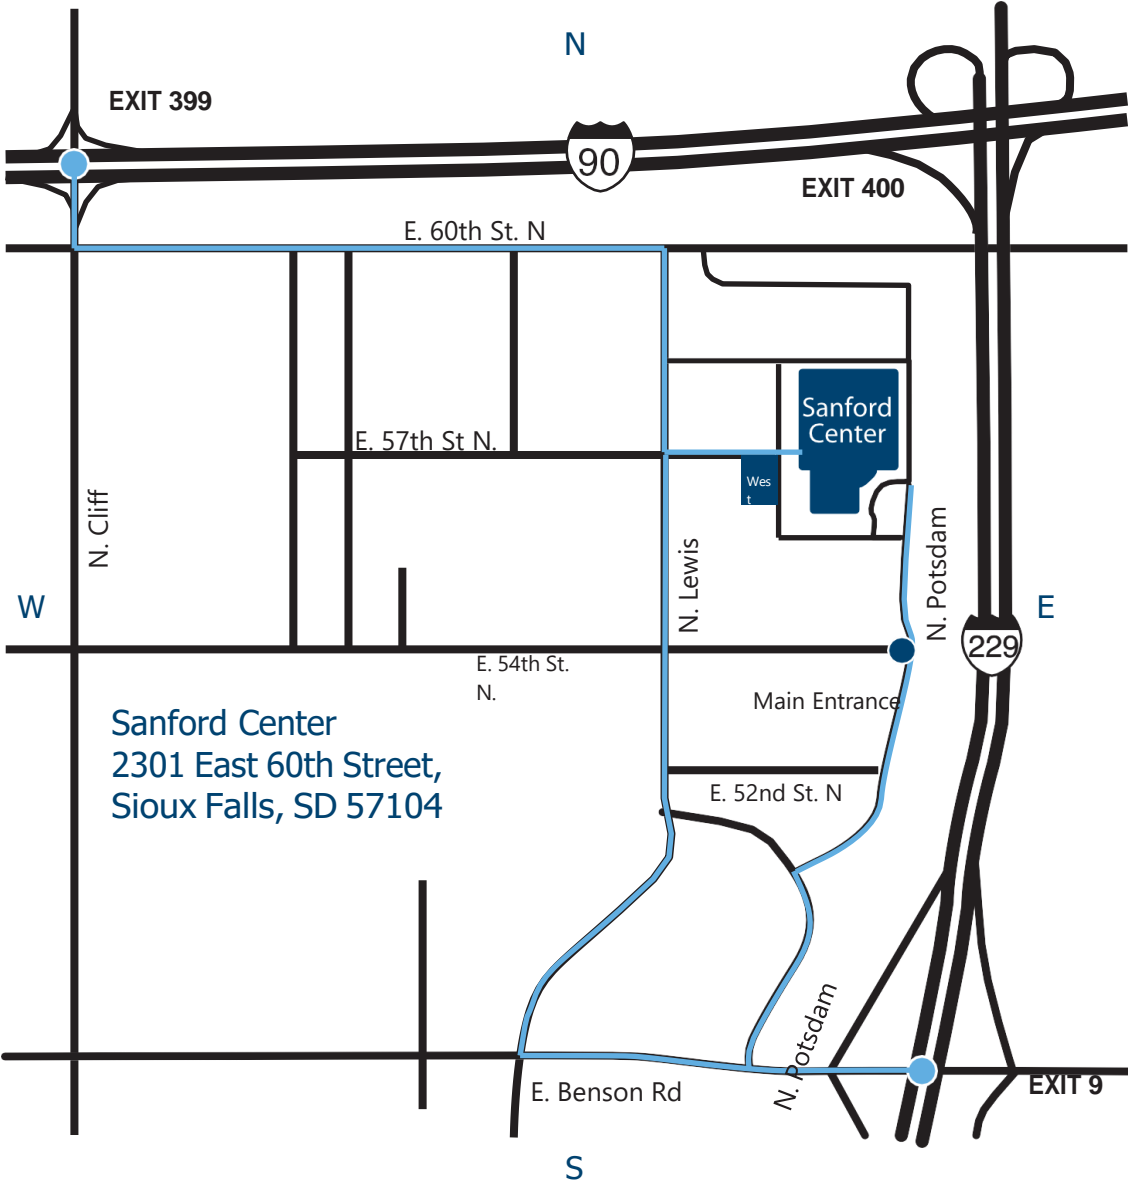 N
EXIT 399
90
EXIT 400
E. 60th St. N
Sanford
Center
E. 57th St N.
Wes
t
N. Cliff
N. Lewis
N. Potsdam
W
E
229
E. 54th St.
N.
Main Entrance
Sanford Center
2301 East 60th Street,
Sioux Falls, SD 57104
E. 52nd St. N
N. Potsdam
E. Benson Rd
EXIT 9
S